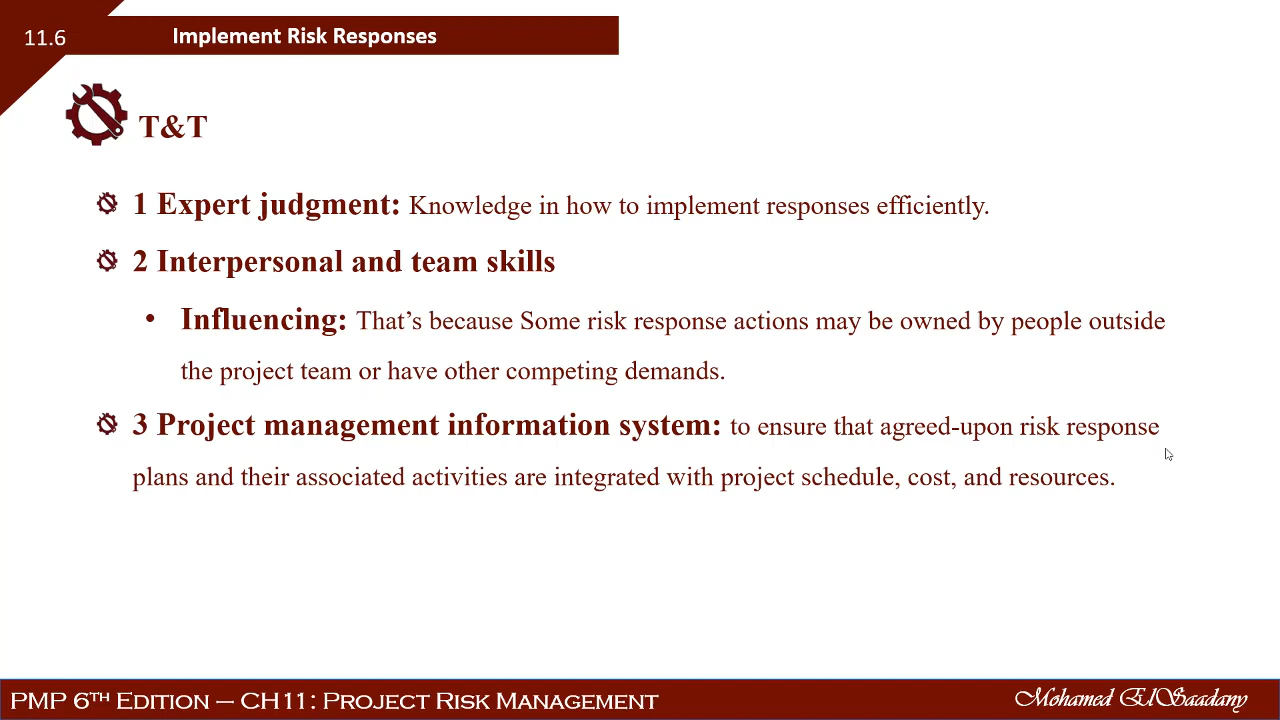 11.6
Implement Risk Responses
T&T
1 Expert judgment: Knowledge in how to implement responses efficiently.
2 Interpersonal and team skills
• Influencing: That’s because Some risk response actions may be owned by people outside
the project team or have other competing demands.
3 Project management information system: to ensure that agreed-upon risk response
plans and their associated activities are integrated with project schedule, cost, and resources.
PMP 6TH Edition – CH11: Project Risk Management
Mohamed ElSaadany